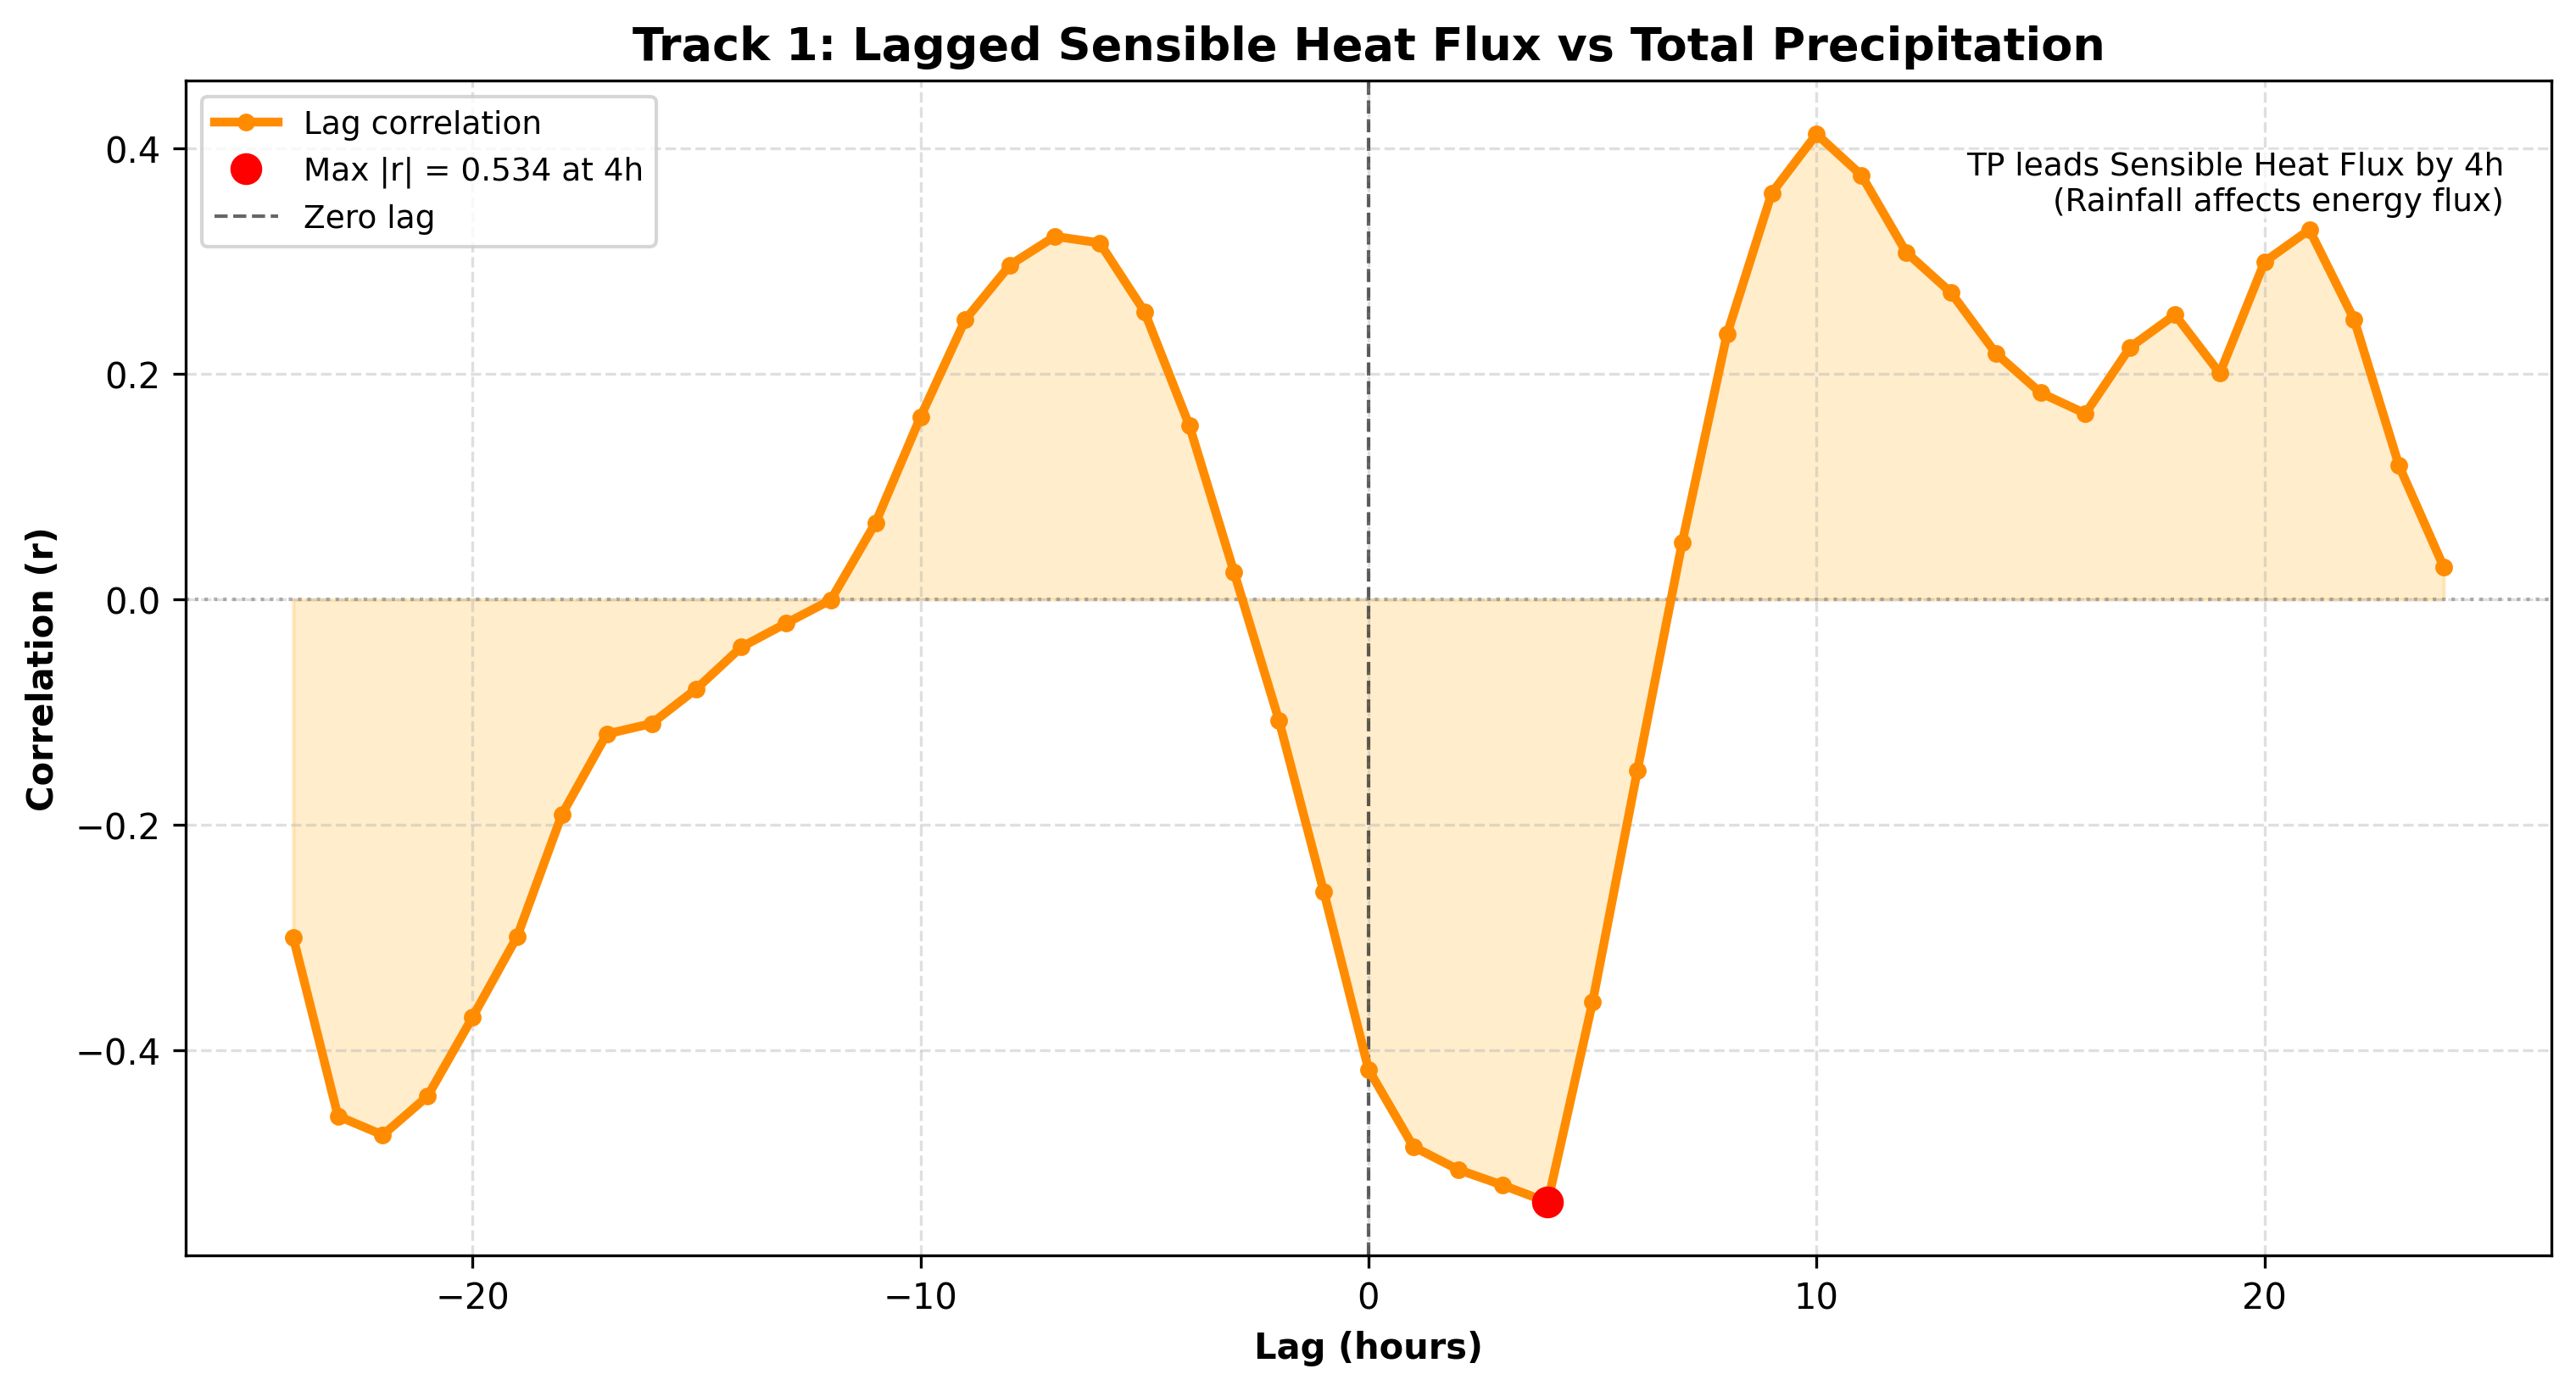 Track 1: Lagged Sensible Heat Flux vs Total Precipitation
Lag correlation
Max |r| = 0.534 at 4h
Zero lag
TP leads Sensible Heat Flux by 4h
(Rainfall affects energy flux)
Correlation (r)
0.4
0.2
0.0
−0.2
−0.4
−20
−10
0
10
20
Lag (hours)